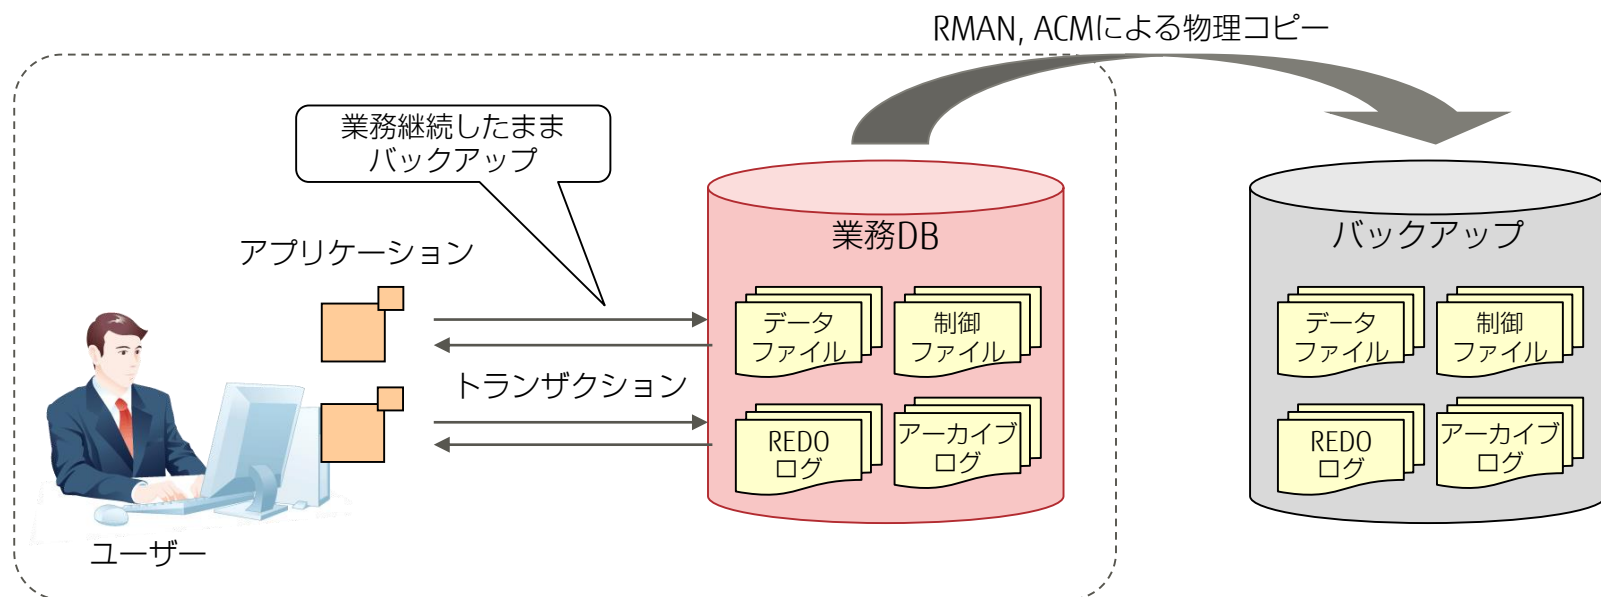 RMAN, ACMによる物理コピー
業務継続したまま
バックアップ
アプリケーション
トランザクション
ユーザー
業務DB
データ
ファイル
制御
ファイル
REDO
ログ
アーカイブ
ログ
バックアップ
データ
ファイル
制御
ファイル
REDO
ログ
アーカイブ
ログ